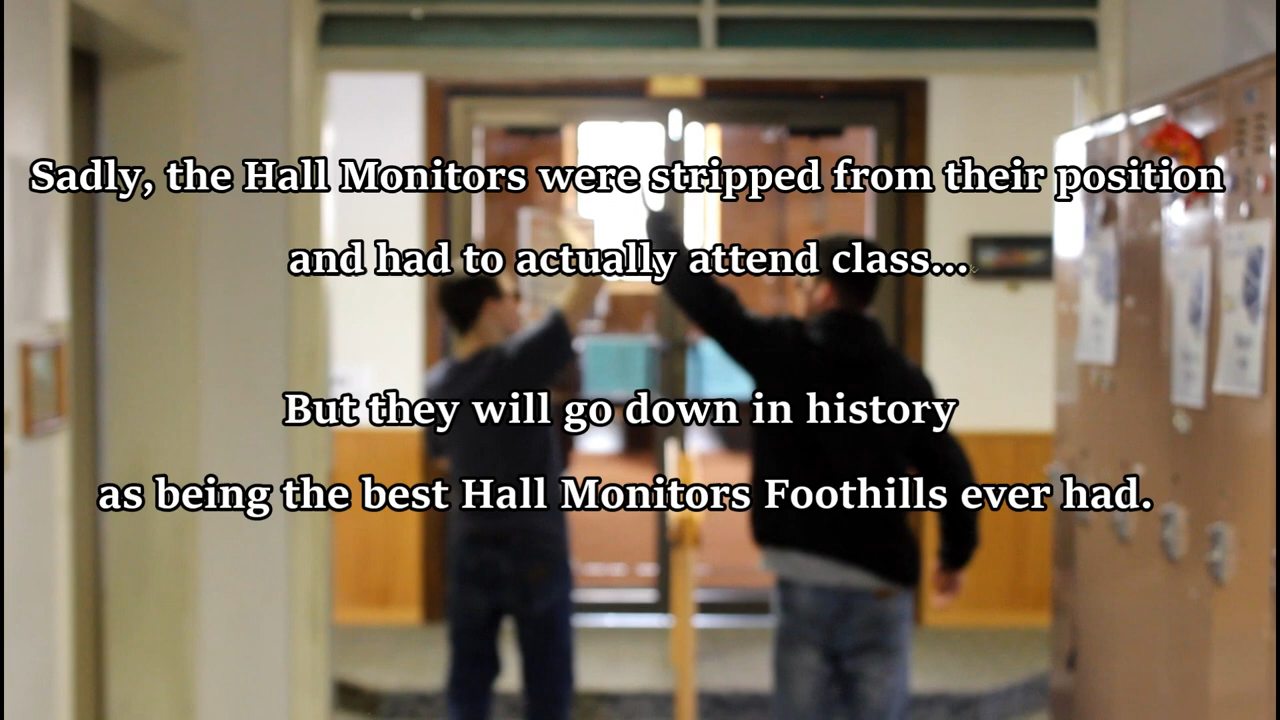 Sadly, the Hall Monitors were stripped from their position
and had to actually attend class...
But they will go down in history
as being the best Hall Monitors Foothills ever had.